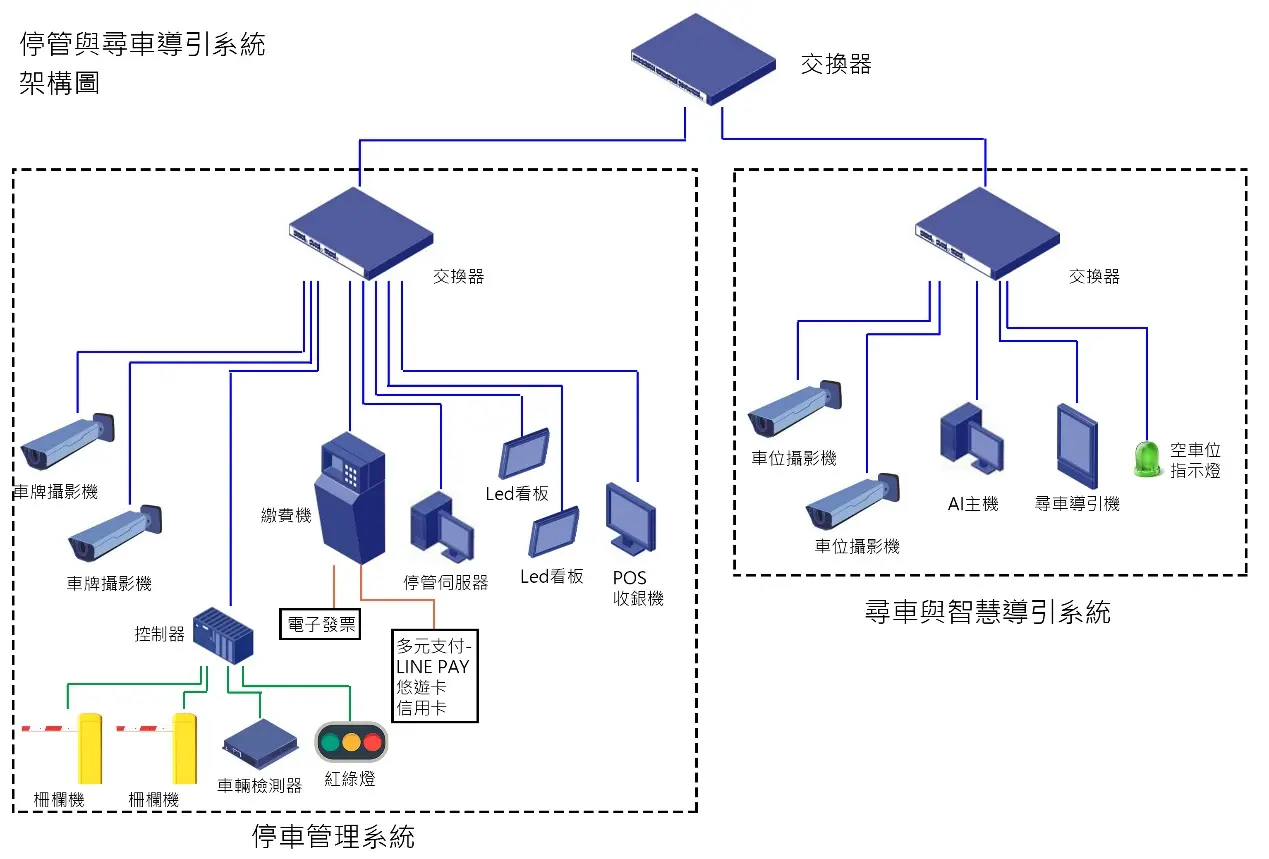 停管與尋車導引系統
架構圖
交換器
交換器
車牌攝影機
車牌攝影機
繳費機
停管伺服器
Led看板
Led看板
POS
收銀機
控制器
電子發票
多元支付-
LINE PAY
悠遊卡
信用卡
柵欄機
柵欄機
車輛檢測器
紅綠燈
停車管理系統
交換器
車位攝影機
車位攝影機
AI主機
尋車導引機
空車位
指示燈
尋車與智慧導引系統